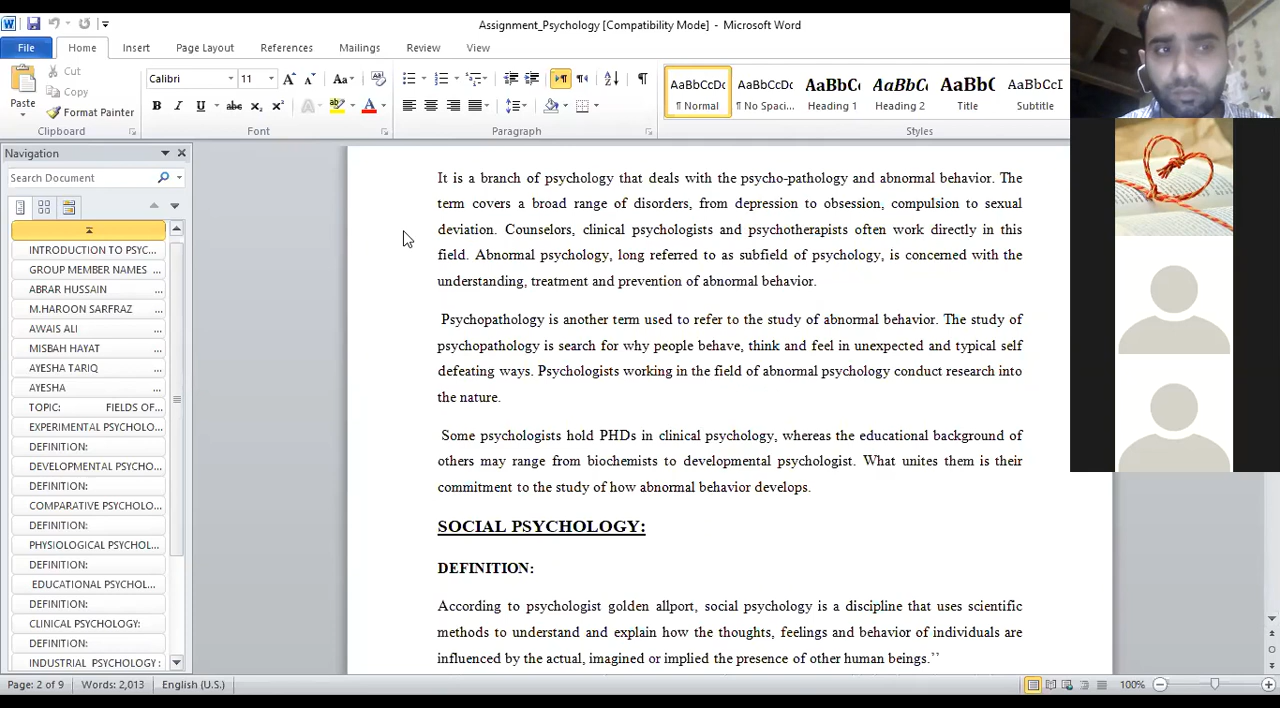 Assignment_Psychology [Compatibility Mode] - Microsoft Word
File Home Insert Page Layout References Mailings Review View
Paste
Cut
Copy
Format Painter
Clipboard
Calibri 11
Font
Paragraph
AaBbCcDc AaBbCcDc AaBbC AaBbC AaBb( AaBbCcI
¶ Normal ¶ No Spaci... Heading 1 Heading 2 Title Subtitle
Styles
Navigation
Search Document
INTRODUCTION TO PSYC...
GROUP MEMBER NAMES ...
ABRAR HUSSAIN ...
M.HAROON SARFRAZ ...
AWAIS ALI ...
MISBAH HAYAT ...
AYESHA TARIQ ...
AYESHA ...
TOPIC: FIELDS OF...
EXPERIMENTAL PSYCHOLO...
DEFINITION:
DEVELOPMENTAL PSYCHO...
DEFINITION:
COMPARATIVE PSYCHOLO...
DEFINITION:
PHYSIOLOGICAL PSYCHOL...
DEFINITION:
EDUCATIONAL PSYCHOL...
DEFINITION:
CLINICAL PSYCHOLOGY:
DEFINITION:
INDUSTRIAL PSYCHOLOGY :
It is a branch of psychology that deals with the psycho-pathology and abnormal behavior. The
term covers a broad range of disorders, from depression to obsession, compulsion to sexual
deviation. Counselors, clinical psychologists and psychotherapists often work directly in this
field. Abnormal psychology, long referred to as subfield of psychology, is concerned with the
understanding, treatment and prevention of abnormal behavior.
Psychopathology is another term used to refer to the study of abnormal behavior. The study of
psychopathology is search for why people behave, think and feel in unexpected and typical self
defeating ways. Psychologists working in the field of abnormal psychology conduct research into
the nature.
Some psychologists hold PHDs in clinical psychology, whereas the educational background of
others may range from biochemists to developmental psychologist. What unites them is their
commitment to the study of how abnormal behavior develops.
SOCIAL PSYCHOLOGY:
DEFINITION:
According to psychologist golden allport, social psychology is a discipline that uses scientific
methods to understand and explain how the thoughts, feelings and behavior of individuals are
influenced by the actual, imagined or implied the presence of other human beings.’’
Page: 2 of 9 Words: 2,013 English (U.S.) 100%